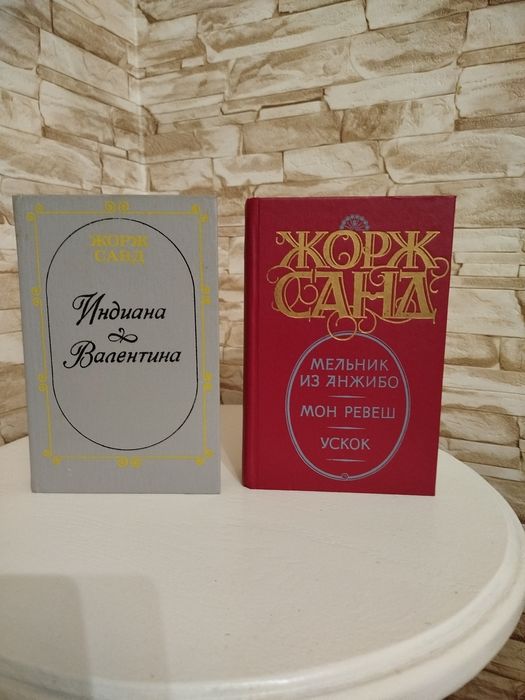 ЖОРЖ
САНД
Индиана
Валентина
ЖОРЖ
САНД
МЕЛЬНИК
ИЗ АНЖИБО
МОН РЕВЕШ
УСКОК